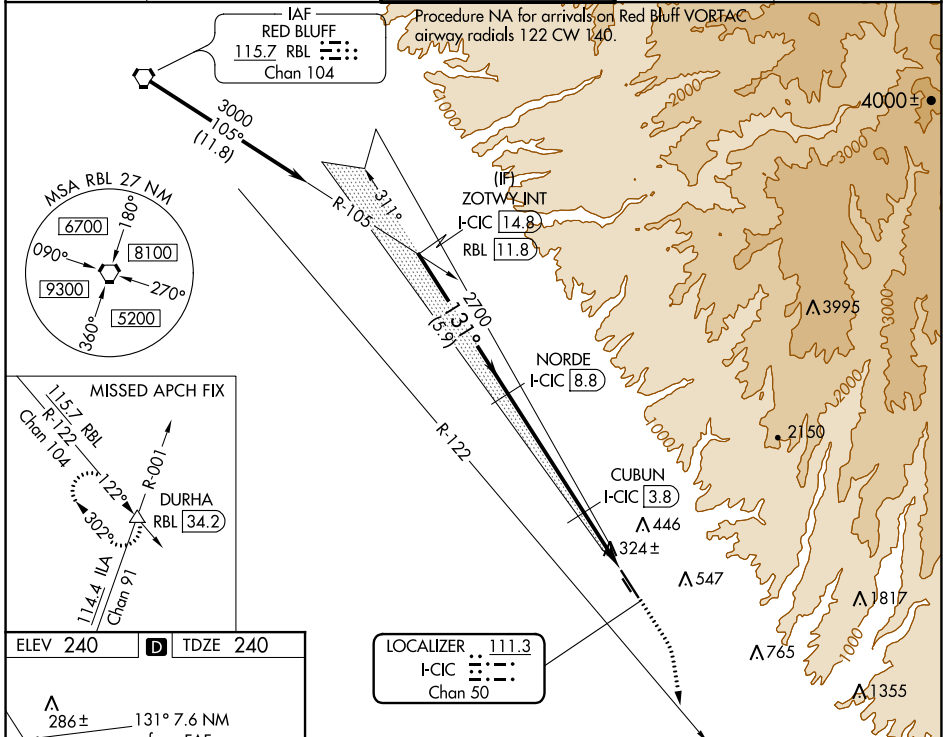 IAF
RED BLUFF
115.7 RBL
Chan 104
Procedure NA for arrivals on Red Bluff VORTAC
airway radials 122 CW 140.
3000
105°
(11.8)
R-105
311°
(IF)
ZOTWY INT
I-CIC 14.8
RBL 11.8
2700
131°
(5.9)
NORDE
I-CIC 8.8
R-122
CUBUN
I-CIC 3.8
446
324±
547
765
1817
1355
2150
3995
4000±
2000
3000
1000
3000
2000
1000
1000
1000
MSA RBL 27 NM
6700
180°
8100
090°
270°
9300
5200
360°
MISSED APCH FIX
115.7 RBL
R-122
Chan 104
R-001
122°
302°
DURHA
RBL 34.2
114.4 ILA
Chan 91
LOCALIZER 111.3
I-CIC
Chan 50
ELEV 240 D TDZE 240
286±
131° 7.6 NM